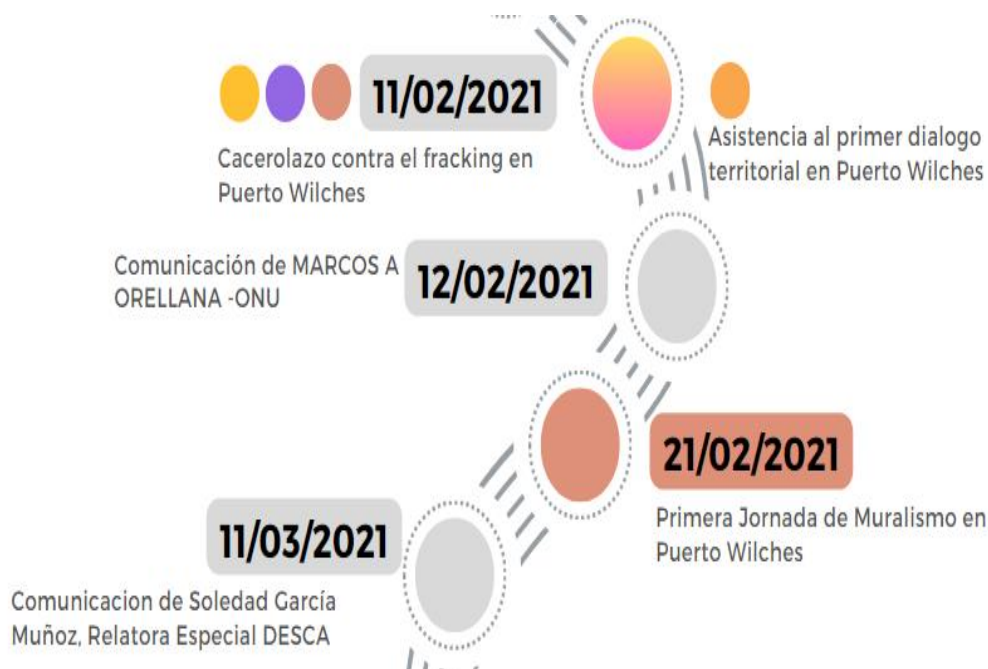 11/02/2021
Cacerolazo contra el fracking en
Puerto Wilches
Asistencia al primer dialogo
territorial en Puerto Wilches
Comunicación de MARCOS A
ORELLANA -ONU
12/02/2021
21/02/2021
Primera Jornada de Muralismo en
Puerto Wilches
11/03/2021
Comunicacion de Soledad García
Muñoz, Relatora Especial DESCA